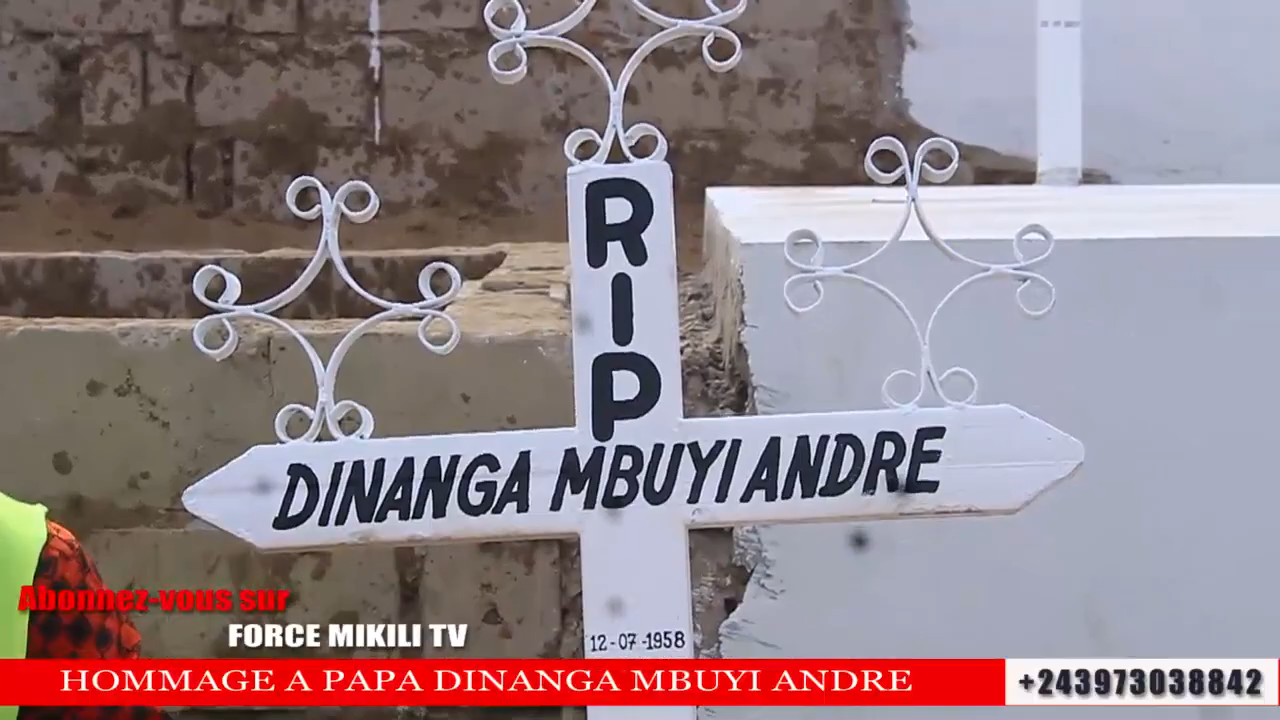 RIP
DINANGA MBUYI ANDRE
12-07-1958
Abonnez-vous sur
FORCE MIKILI TV
HOMMAGE A PAPA DINANGA MBUYI ANDRE
+243973038842